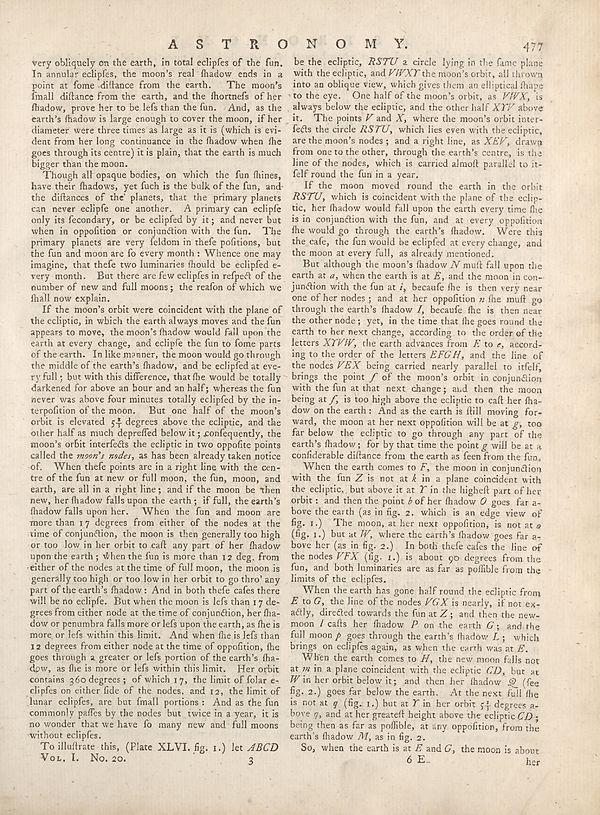 ASTRONOMY. 477
very obliquely on the earth, in total eclipſes of the ſun.
In annular eclipſes, the moon's real ſhadow ends in a
point at ſome diſtance from the earth. The moon's
ſmall diſtance from the earth, and the ſhortneſs of her
ſhadow, prove her to be leſs than the ſun. And, as the
earth's ſhadow is large enough to cover the moon, if her
diameter were three times as large as it is (which is evi-
dent from her long continuance in the ſhadow when ſhe
goes through its centre) it is plain, that the earth is much
bigger than the moon.
Though all opaque bodies, on which the ſun ſhines,
have their ſhadows, yet ſuch is the bulk of the ſun, and
the diſtances of the planets, that the primary planets
can never eclipſe one another. A primary can eclipſe
only its ſecondary, or be eclipſed by it; and never but
when in oppoſition or conjunction with the ſun. The
primary planets are very ſeldom in theſe poſitions, but
the ſun and moon are ſo every month: Whence one may
imagine, that theſe two luminaries ſhould be eclipſed e-
very month. But there are few eclipſes in reſpect of the
number of new and full moons; the reaſon of which we
ſhall now explain.
If the moon's orbit were coincident with the plane of
the ecliptic, in which the earth always moves and the ſun
appears to move, the moon's ſhadow would fall upon the
earth at every change, and eclipſe the ſun to ſome parts
of the earth. In like manner, the moon would go through
the middle of the earth's ſhadow, and be eclipſed at eve-
ry full; but with this difference, that ſhe would be totally
darkened for above an hour and an half; whereas the ſun
never was above four minutes totally eclipſed by the in-
terpoſition of the moon. But one half of the moon's
orbit is elevated 5⅓ degrees above the ecliptic, and the
other half as much depreſſed below it; conſequently, the
moon's orbit interſects the ecliptic in two oppoſite points
called the moon's nodes, as has been already taken notice
of. When theſe points are in a right line with the cen-
tre of the ſun at new or full moon, the ſun, moon, and
earth, are all in a right line; and if the moon be then
new, her ſhadow falls upon the earth; if full, the earth's
ſhadow falls upon her. When the ſun and moon are
more than 17 degrees from either of the nodes at the
time of conjunction, the moon is then generally too high
or too low in her orbit to caſt any part of her ſhadow
upon the earth; when the ſun is more than 12 deg. from
either of the nodes at the time of full moon, the moon is
generally too high or too low in her orbit to go thro' any
part of the earth's ſhadow: And in both theſe caſes there
will be no eclipſe. But when the moon is leſs than 17 de-
grees from either node at the time of conjunction, her ſha-
dow or penumbra falls more or leſs upon the earth, as ſhe is
more or leſs within this limit. And when ſhe is leſs than
12 degrees from either node at the time of oppoſition, ſhe
goes through a greater or leſs portion of the earth's ſha-
dow, as ſhe is more or leſs within this limit. Her orbit
contains 360 degrees; of which 17, the limit of ſolar e-
clipſes on either ſide of the nodes, and 12, the limit of
lunar eclipſes, are but ſmall portions: And as the ſun
commonly paſſes by the nodes but twice in a year, it is
no wonder that we have ſo many new and full moons
without eclipſes.
To illuſtrate this, (Plate XLVI. fig. 1.) let ABCD
VOL. I. No. 20. 3
be the ecliptic, RSTU a circle lying in the ſame plane
with the ecliptic, and VWXY the moon's orbit, all thrown
into an oblique view, which gives them an elliptical ſhape
to the eye. One half of the moon's orbit, as VWX, is
always below the ecliptic, and the other half XYV above
it. The points V and X, where the moon's orbit inter-
ſects the circle RSTU, which lies even with the ecliptic,
are the moon's nodes; and a right line, as XEV, drawn
from one to the other, through the earth's centre, is the
line of the nodes, which is carried almoſt parallel to it-
ſelf round the ſun in a year.
If the moon moved round the earth in the orbit
RSTU, which is coincident with the plane of the eclip-
tic, her ſhadow would fall upon the earth every time ſhe
is in conjunction with the ſun, and at every oppoſition
ſhe would go through the earth's ſhadow. Were this
the caſe, the ſun would be eclipſed at every change, and
the moon at every full, as already mentioned.
But although the moon's ſhadow N muſt fall upon the
earth at a, when the earth is at E, and the moon in con-
junction with the ſun at i, becauſe ſhe is then very near
one of her nodes; and at her oppoſition n ſhe muſt go
through the earth's ſhadow I, becauſe ſhe is then near
the other node; yet, in the time that ſhe goes round the
earth to her next change, according to the order of the
letters XYVW, the earth advances from E to e, accord-
ing to the order of the letters EFGH, and the line of
the nodes VEX being carried nearly parallel to itſelf,
brings the point f of the moon's orbit in conjunction
with the ſun at that next change; and then the moon
being at f, is too high above the ecliptic to caſt her ſha-
dow on the earth: And as the earth is ſtill moving for-
ward, the moon at her next oppoſition will be at g, too
far below the ecliptic to go through any part of the
earth's ſhadow; for by that time the point g will be at a
conſiderable diſtance from the earth as ſeen from the ſun.
When the earth comes to F, the moon in conjunction
with the ſun Z is not at k in a plane coincident with
the ecliptic, but above it at Y in the higheſt part of her
orbit: and then the point b of her ſhadow O goes far a-
bove the earth (as in fig. 2. which is an edge view of
fig. 1.) The moon, at her next oppoſition, is not at o
(fig. 1.) but at W, where the earth's ſhadow goes far a-
bove her (as in fig. 2.) In both theſe caſes the line of
the nodes VFX (fig. 1.) is about 90 degrees from the
ſun, and both luminaries are as far as poſſible from the
limits of the eclipſes.
When the earth has gone half round the ecliptic from
E to G, the line of the nodes VGX is nearly, if not ex-
actly, directed towards the ſun at Z; and then the new-
moon l caſts her ſhadow P on the earth G; and the
full moon p goes through the earth's ſhadow L; which
brings on eclipſes again, as when the earth was at E.
When the earth comes to H, the new moon falls not
at m in a plane coincident with the ecliptic CD, but at
W in her orbit below it; and then her ſhadow Q (ſee
fig. 2.) goes far below the earth. At the next full ſhe
is not at q (fig. 1.) but at Y in her orbit 5⅓ degrees a-
bove q, and at her greateſt height above the ecliptic CD;
being then as far as poſſible, at any oppoſition, from the
earth's ſhadow M, as in fig. 2.
So, when the earth is at E and G, the moon is about
6 E. her